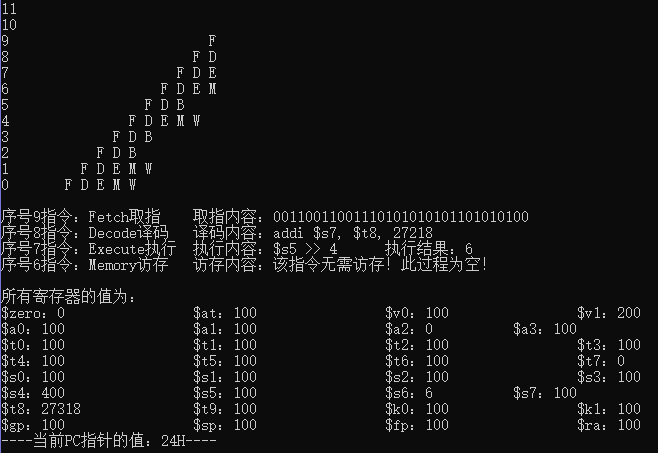 11
10
9 F
8 F D
7 F D E
6 F D E M
5 F D B
4 F D E M W
3 F D B
2 F D B
1 F D E M W
0 F D E M W
序号9指令：Fetch取指 取指内容：00110011001110101010101101010100
序号8指令：Decode译码 译码内容：addi $s7, $t8, 27218
序号7指令：Execute执行 执行内容：$s5 >> 4 执行结果：6
序号6指令：Memory访存 访存内容：该指令无需访存！此过程为空！
所有寄存器的值为：
$zero：0 $at：100 $v0：100 $v1：200
$a0：100 $a1：100 $a2：0 $a3：100
$t0：100 $t1：100 $t2：100 $t3：100
$t4：100 $t5：100 $t6：100 $t7：0
$s0：100 $s1：100 $s2：100 $s3：100
$s4：400 $s5：100 $s6：6 $s7：100
$t8：27318 $t9：100 $k0：100 $k1：100
$gp：100 $sp：100 $fp：100 $ra：100
----当前PC指针的值：24H----